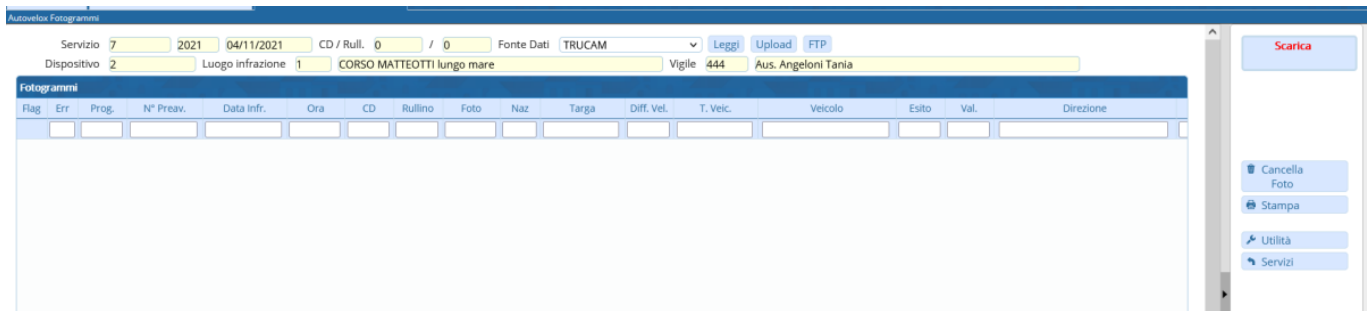 Autovelox Fotogrammi
Servizio 7 2021 04/11/2021 CD / Rull. 0 / 0 Fonte Dati TRUCAM Leggi Upload FTP
Dispositivo 2 Luogo infrazione 1 CORSO MATTEOTTI lungo mare Vigile 444 Aus. Angeloni Tania
Fotogrammi
Flag Err Prog. N° Preav. Data Infr. Ora CD Rullino Foto Naz Targa Diff. Vel. T. Veic. Veicolo Esito Val. Direzione
Scarica
Cancella
Foto
Stampa
Utilità
Servizi